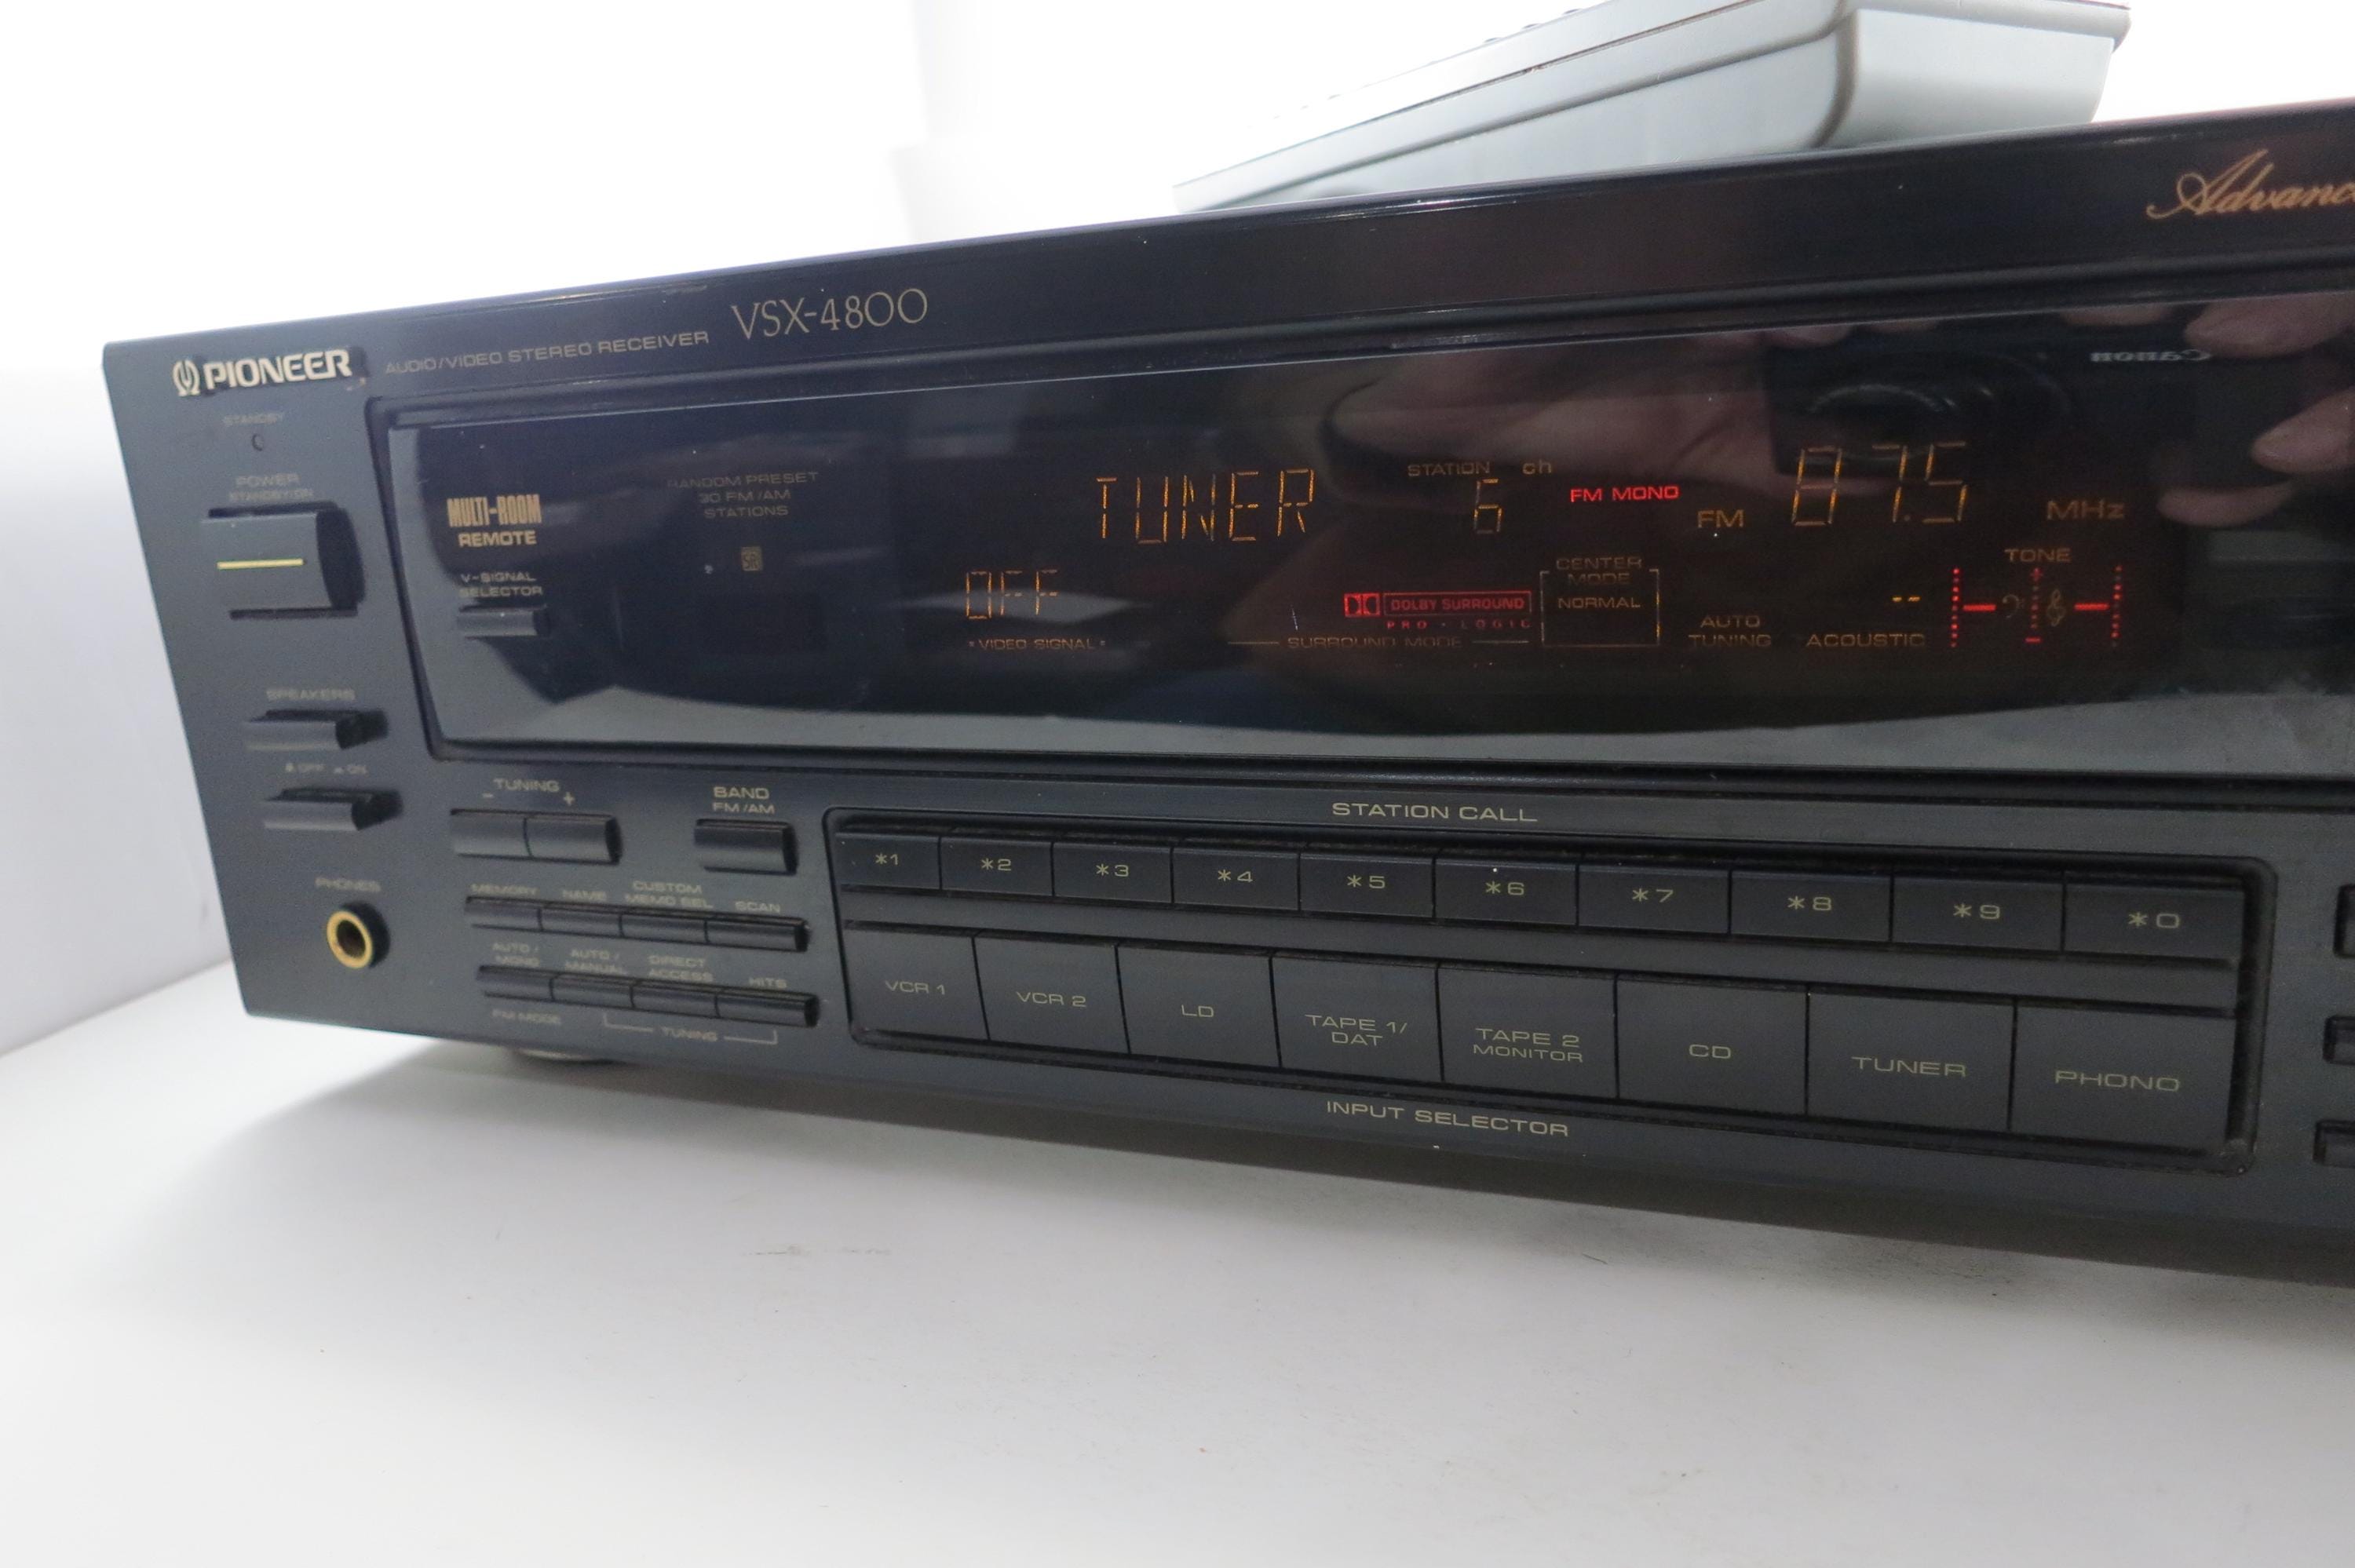 Advanc
PIONEER AUDIO/VIDEO STEREO RECEIVER VSX-4800
Canon
STANDBY
POWER
STANDBY/ON
MULTI-ROOM
REMOTE
V-SIGNAL
SELECTOR
RANDOM PRESET
30 FM/AM
STATIONS
SR
TUNER
STATION ch
6
FM MONO
FM 87.5 MHz
OFF
• VIDEO SIGNAL •
DOLBY SURROUND
PRO • LOGIC
SURROUND MODE
CENTER
MODE
NORMAL
AUTO
TUNING
--
ACOUSTIC
TONE
+
–
SPEAKERS
OFF ON
PHONES
– TUNING +
BAND
FM/AM
MEMORY NAME CUSTOM
MEMO SEL SCAN
AUTO /
MONO
AUTO /
MANUAL
DIRECT
ACCESS
HITS
FM MODE
TUNING
STATION CALL
*1 *2 *3 *4 *5 *6 *7 *8 *9 *0
VCR 1 VCR 2 LD TAPE 1/
DAT
TAPE 2
MONITOR
CD TUNER PHONO
INPUT SELECTOR